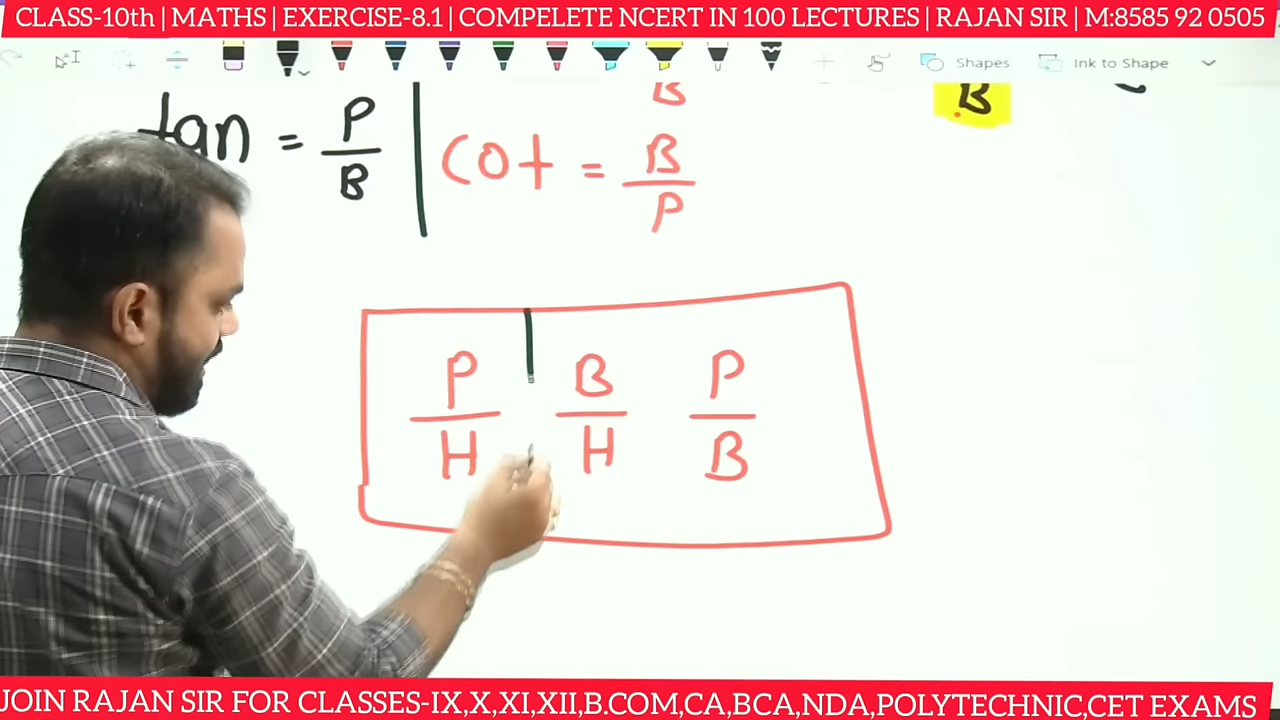 CLASS-10th | MATHS | EXERCISE-8.1 | COMPELETE NCERT IN 100 LECTURES | RAJAN SIR | M:8585 92 0505
Shapes
Ink to Shape
B
B
tan = P/B
cot = B/P
P/H B/H P/B
JOIN RAJAN SIR FOR CLASSES-IX,X,XI,XII,B.COM,CA,BCA,NDA,POLYTECHNIC,CET EXAMS